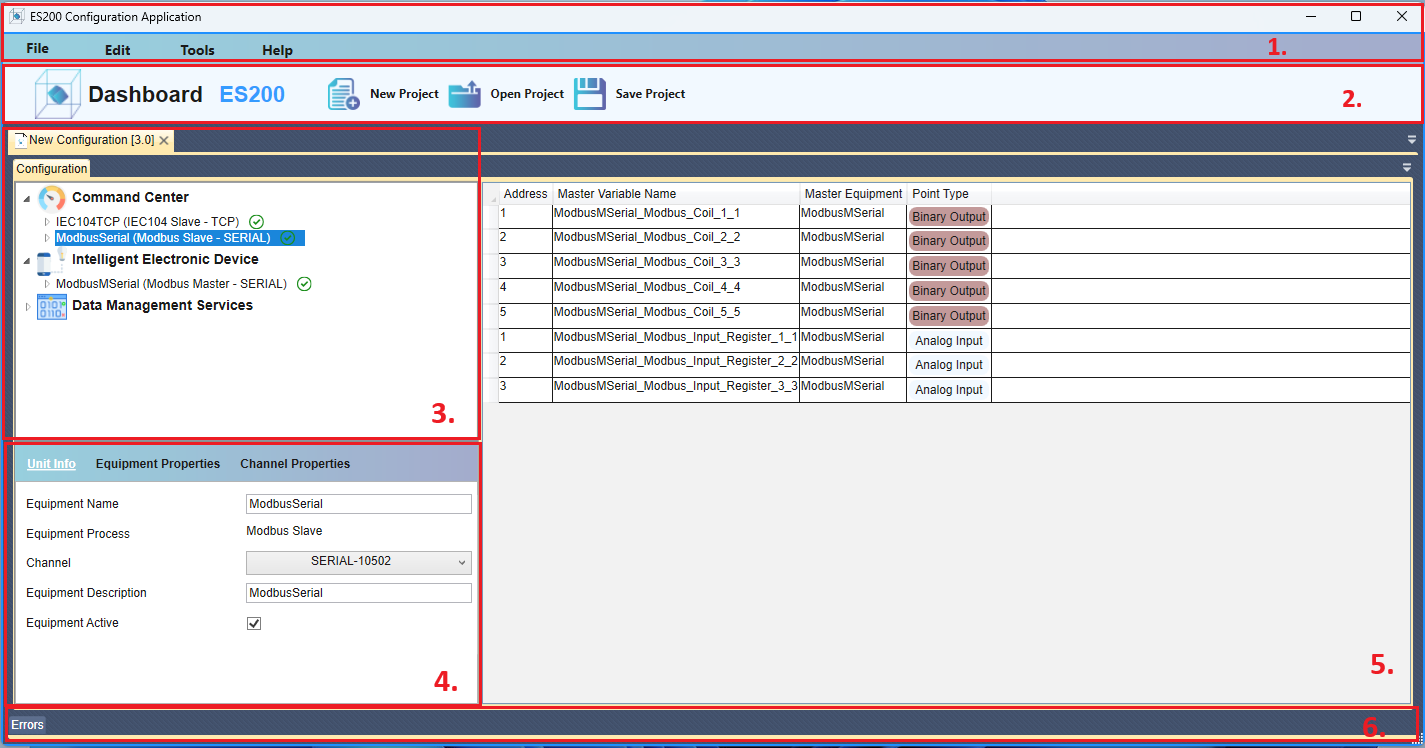 ES200 Configuration Application
File Edit Tools Help
1.
Dashboard ES200 New Project Open Project Save Project
2.
New Configuration [3.0]
Configuration
Command Center
IEC104TCP (IEC104 Slave - TCP)
ModbusSerial (Modbus Slave - SERIAL)
Intelligent Electronic Device
ModbusMSerial (Modbus Master - SERIAL)
Data Management Services
3.
Address Master Variable Name Master Equipment Point Type
1 ModbusMSerial_Modbus_Coil_1_1 ModbusMSerial Binary Output
2 ModbusMSerial_Modbus_Coil_2_2 ModbusMSerial Binary Output
3 ModbusMSerial_Modbus_Coil_3_3 ModbusMSerial Binary Output
4 ModbusMSerial_Modbus_Coil_4_4 ModbusMSerial Binary Output
5 ModbusMSerial_Modbus_Coil_5_5 ModbusMSerial Binary Output
1 ModbusMSerial_Modbus_Input_Register_1_1 ModbusMSerial Analog Input
2 ModbusMSerial_Modbus_Input_Register_2_2 ModbusMSerial Analog Input
3 ModbusMSerial_Modbus_Input_Register_3_3 ModbusMSerial Analog Input
Unit Info Equipment Properties Channel Properties
Equipment Name ModbusSerial
Equipment Process Modbus Slave
Channel SERIAL-10502
Equipment Description ModbusSerial
Equipment Active
4.
5.
Errors
6.